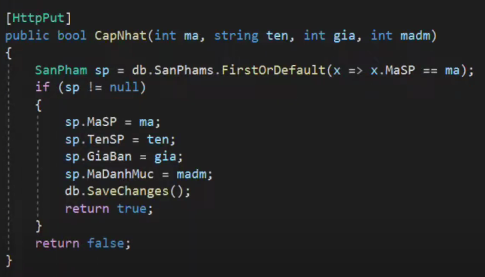 [HttpPut]
public bool CapNhat(int ma, string ten, int gia, int madm)
{
SanPham sp = db.SanPhams.FirstOrDefault(x => x.MaSP == ma);
if (sp != null)
{
sp.MaSP = ma;
sp.TenSP = ten;
sp.GiaBan = gia;
sp.MaDanhMuc = madm;
db.SaveChanges();
return true;
}
return false;
}